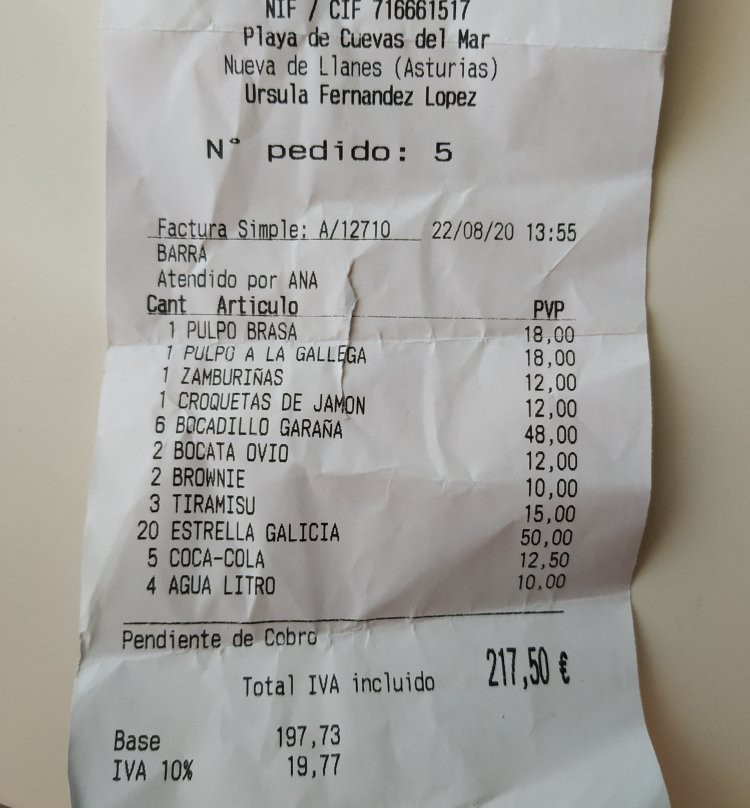 NIF / CIF 716661517
Playa de Cuevas del Mar
Nueva de Llanes (Asturias)
Ursula Fernandez Lopez
Nº pedido: 5
Factura Simple: A/12710 22/08/20 13:55
BARRA
Atendido por ANA
Cant Articulo PVP
1 PULPO BRASA 18,00
1 PULPO A LA GALLEGA 18,00
1 ZAMBURIÑAS 12,00
1 CROQUETAS DE JAMON 12,00
6 BOCADILLO GARAÑA 48,00
2 BOCATA OVIO 12,00
2 BROWNIE 10,00
3 TIRAMISU 15,00
20 ESTRELLA GALICIA 50,00
5 COCA-COLA 12,50
4 AGUA LITRO 10,00
Pendiente de Cobro
Total IVA incluido 217,50 €
Base 197,73
IVA 10% 19,77